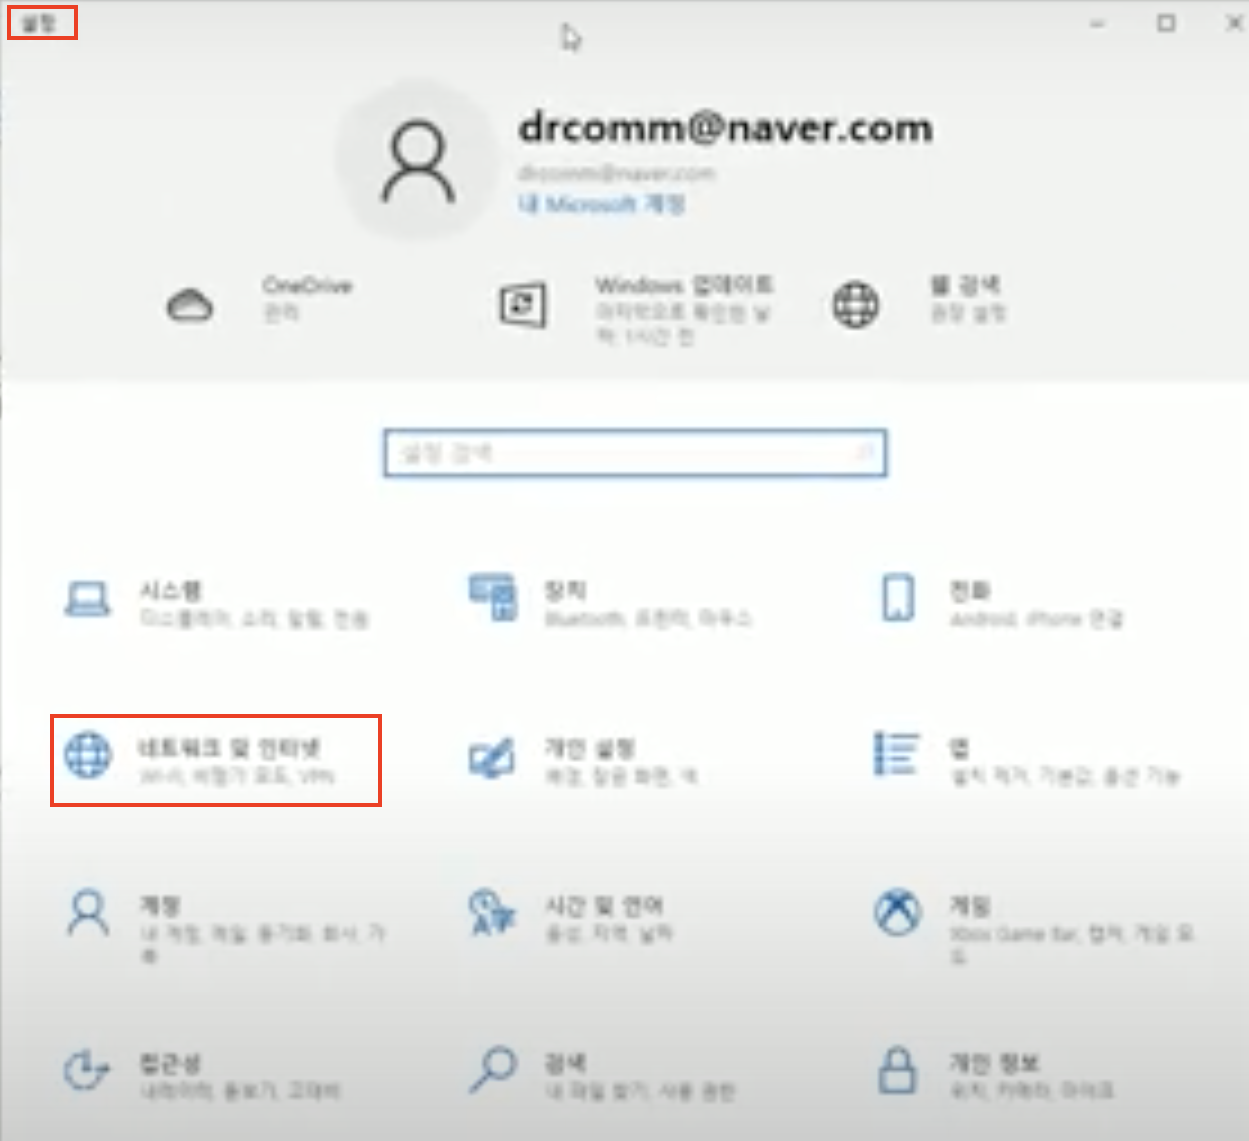 설정
drcomm@naver.com
drcomm@naver.com
내 Microsoft 계정
OneDrive
관리
Windows 업데이트
마지막으로 확인한 날
짜: 1시간 전
웹 검색
권장 설정
설정 검색
시스템
디스플레이, 소리, 알림, 전원
장치
Bluetooth, 프린터, 마우스
전화
Android, iPhone 연결
네트워크 및 인터넷
Wi-Fi, 비행기 모드, VPN
개인 설정
배경, 잠금 화면, 색
앱
설치 제거, 기본값, 옵션 기능
계정
내 계정, 메일, 동기화, 회사, 가
족
시간 및 언어
음성, 지역, 날짜
게임
Xbox Game Bar, 캡처, 게임 모
드
접근성
내레이터, 돋보기, 고대비
검색
내 파일 찾기, 사용 권한
개인 정보
위치, 카메라, 마이크